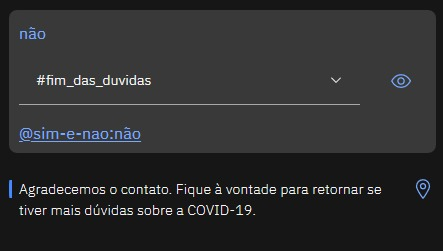 não
#fim_das_duvidas
@sim-e-nao:não
Agradecemos o contato. Fique à vontade para retornar se
tiver mais dúvidas sobre a COVID-19.